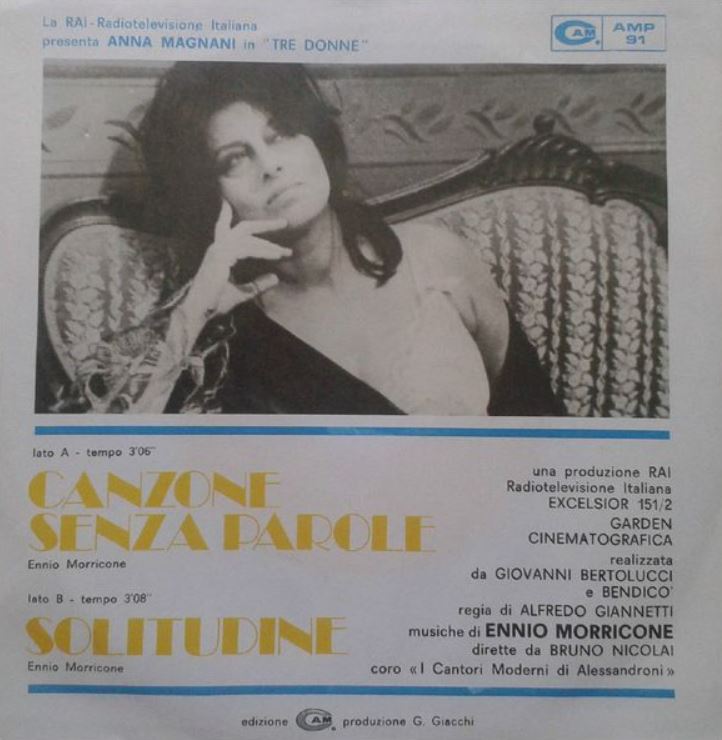 La RAI-Radiotelevisione Italiana
presenta ANNA MAGNANI in "TRE DONNE"
CAM
AMP
91
lato A - tempo 3'06"
CANZONE
SENZA PAROLE
Ennio Morricone
lato B - tempo 3'08"
SOLITUDINE
Ennio Morricone
una produzione RAI
Radiotelevisione Italiana
EXCELSIOR 151/2
GARDEN
CINEMATOGRAFICA
realizzata
da GIOVANNI BERTOLUCCI
e BENDICO'
regia di ALFREDO GIANNETTI
musiche di ENNIO MORRICONE
dirette da BRUNO NICOLAI
coro «I Cantori Moderni di Alessandroni»
edizione CAM produzione G. Giacchi